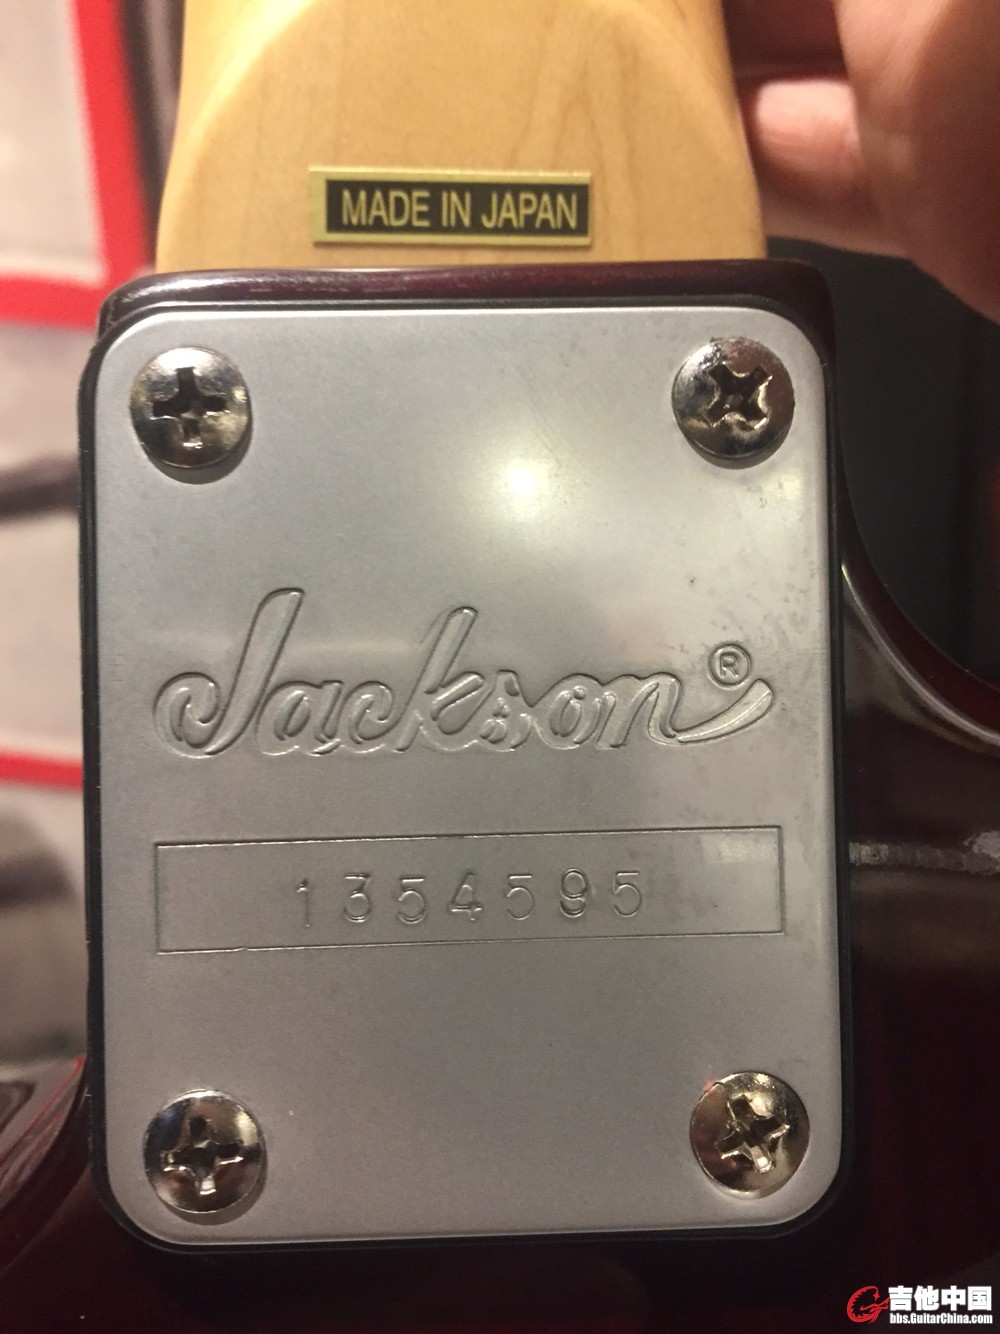 MADE IN JAPAN
Jackson®
1354595
吉他中国
bbs.GuitarChina.com